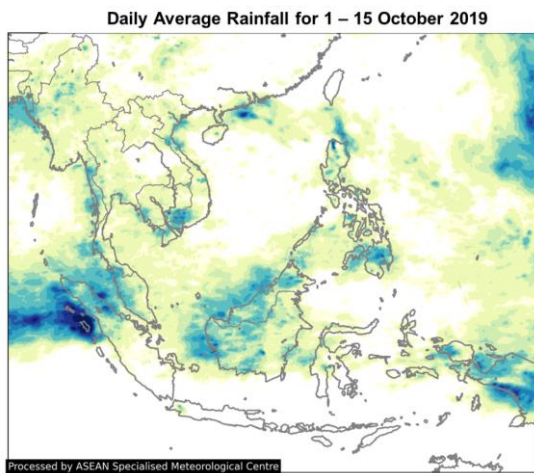 Daily Average Rainfall for 1 – 15 October 2019
Processed by ASEAN Specialised Meteorological Centre